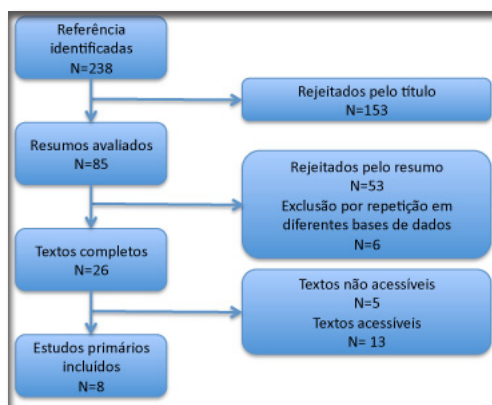 Referência
identificadas
N=238
Rejeitados pelo título
N=153
Resumos avaliados
N=85
Rejeitados pelo resumo
N=53
Exclusão por repetição em
diferentes bases de dados
N=6
Textos completos
N=26
Textos não acessíveis
N=5
Textos acessíveis
N= 13
Estudos primários
incluídos
N=8